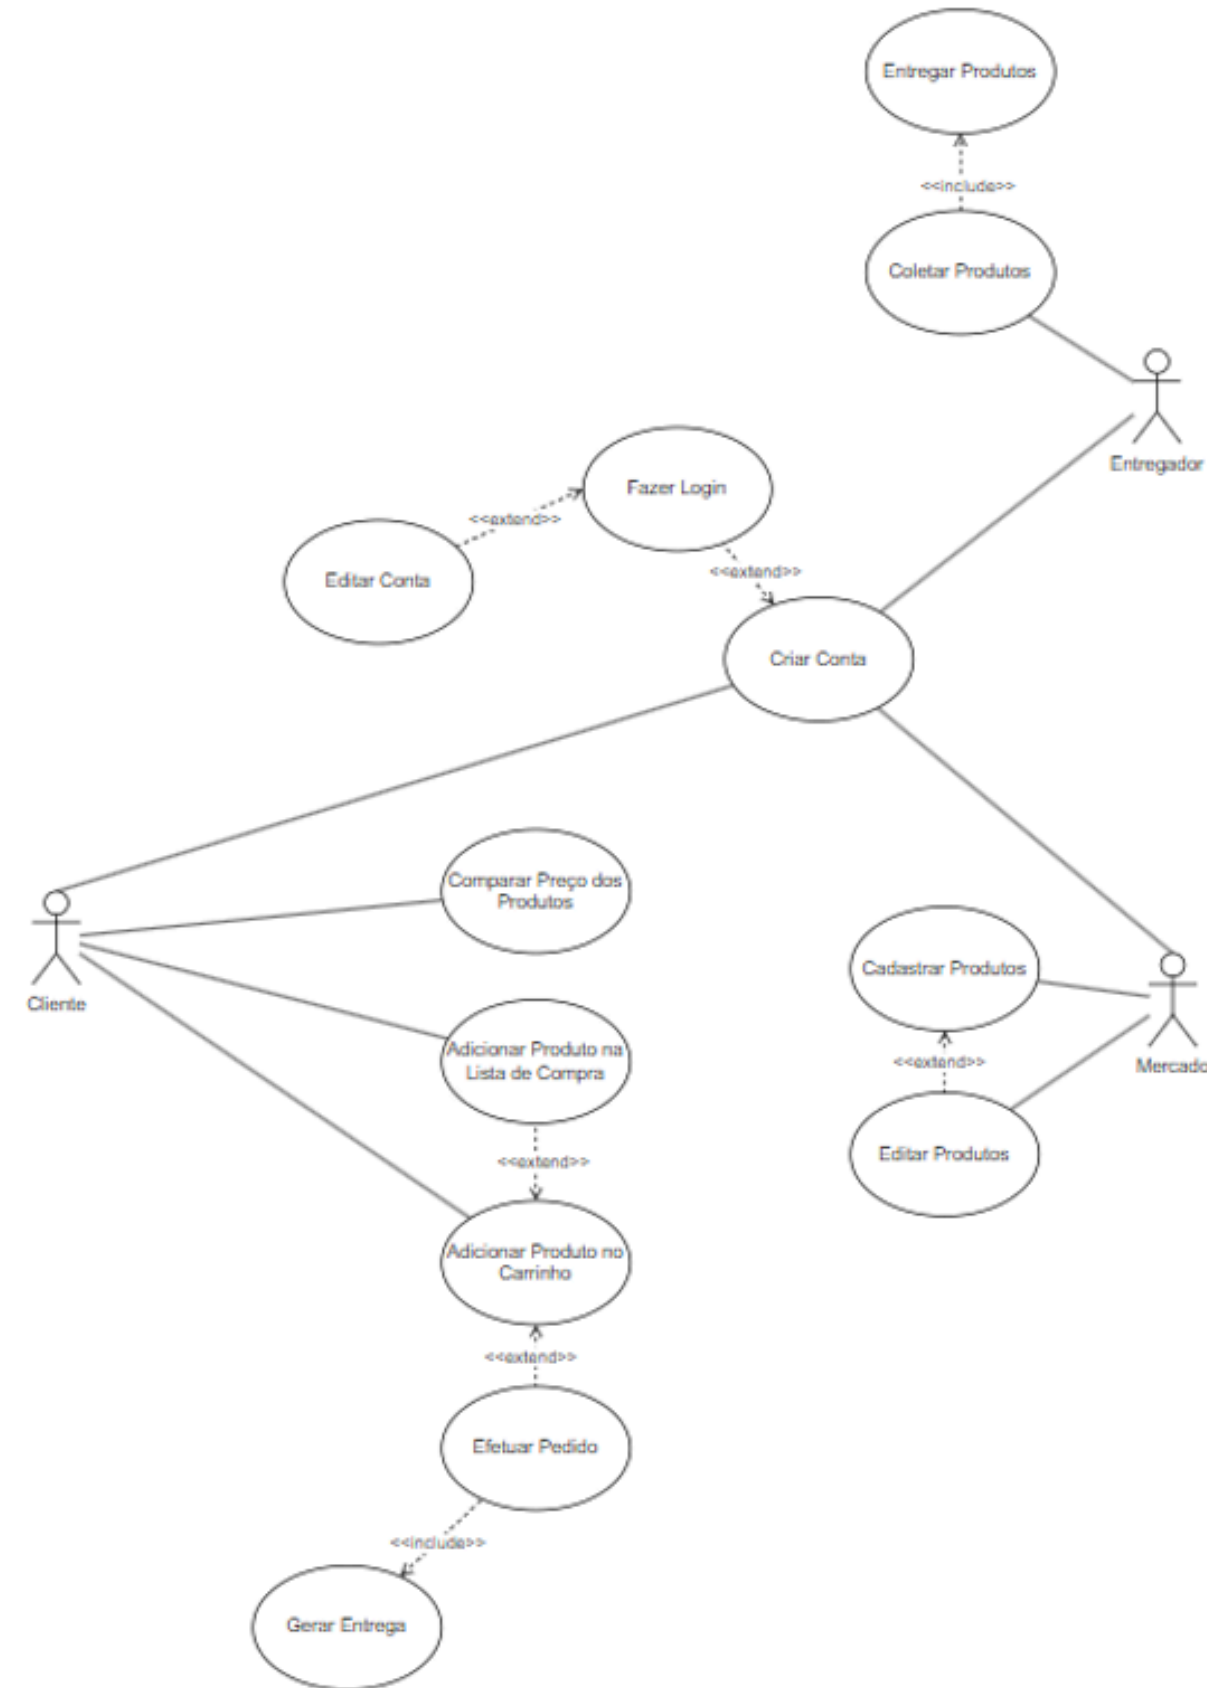 Entregar Produtos
<<include>>
Coletar Produtos
Entregador
Fazer Login
<<extend>>
Editar Conta
<<extend>>
Criar Conta
Comparar Preço dos
Produtos
Cliente
Cadastrar Produtos
Adicionar Produto na
Lista de Compra
<<extend>>
Mercado
Editar Produtos
<<extend>>
Adicionar Produto no
Carrinho
<<extend>>
Efetuar Pedido
<<include>>
Gerar Entrega